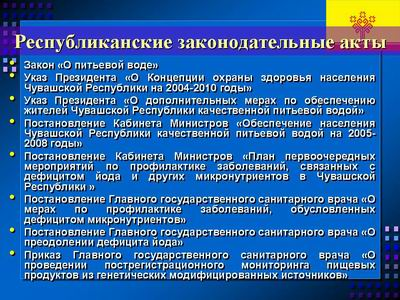 Республиканские законодательные акты
Закон «О питьевой воде»
Указ Президента «О Концепции охраны здоровья населения
Чувашской Республики на 2004-2010 годы»
Указ Президента «О дополнительных мерах по обеспечению
жителей Чувашской Республики качественной питьевой водой»
Постановление Кабинета Министров «Обеспечение населения
Чувашской Республики качественной питьевой водой на 2005-
2008 годы»
Постановление Кабинета Министров «План первоочередных
мероприятий по профилактике заболеваний, связанных с
дефицитом йода и других микронутриентов в Чувашской
Республики »
Постановление Главного государственного санитарного врача «О
мерах по профилактике заболеваний, обусловленных
дефицитом микронутриентов»
Постановление Главного государственного санитарного врача «О
преодолении дефицита йода»
Приказ Главного государственного санитарного врача «О
проведении пострегистрационного мониторинга пищевых
продуктов из генетических модифицированных источников»